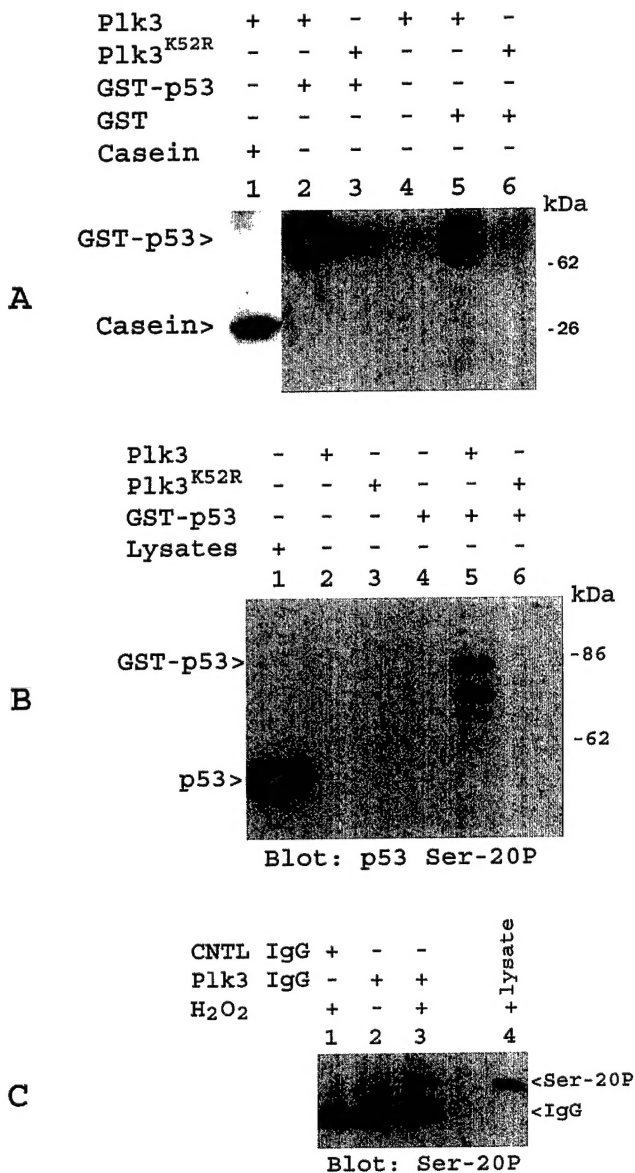 Plk3 + + - + + -
Plk3K52R - - + - - +
GST-p53 - + + - - -
GST - - - - + +
Casein + - - - - -
1 2 3 4 5 6 kDa
GST-p53>
-62
A
Casein> -26
Plk3 - + - - + -
Plk3K52R - - + - - +
GST-p53 - - - + + +
Lysates + - - - - -
1 2 3 4 5 6 kDa
GST-p53> -86
B
-62
p53>
Blot: p53 Ser-20P
CNTL IgG + - -
Plk3 IgG - + +
H2O2 + - + + lysate
1 2 3 4
<Ser-20P
C <IgG
Blot: Ser-20P